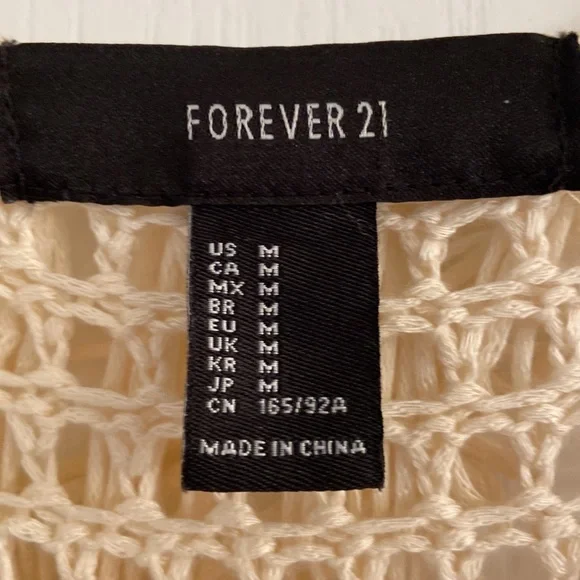 FOREVER 21
US M
CA M
MX M
BR M
EU M
UK M
KR M
JP M
CN 165/92A
MADE IN CHINA